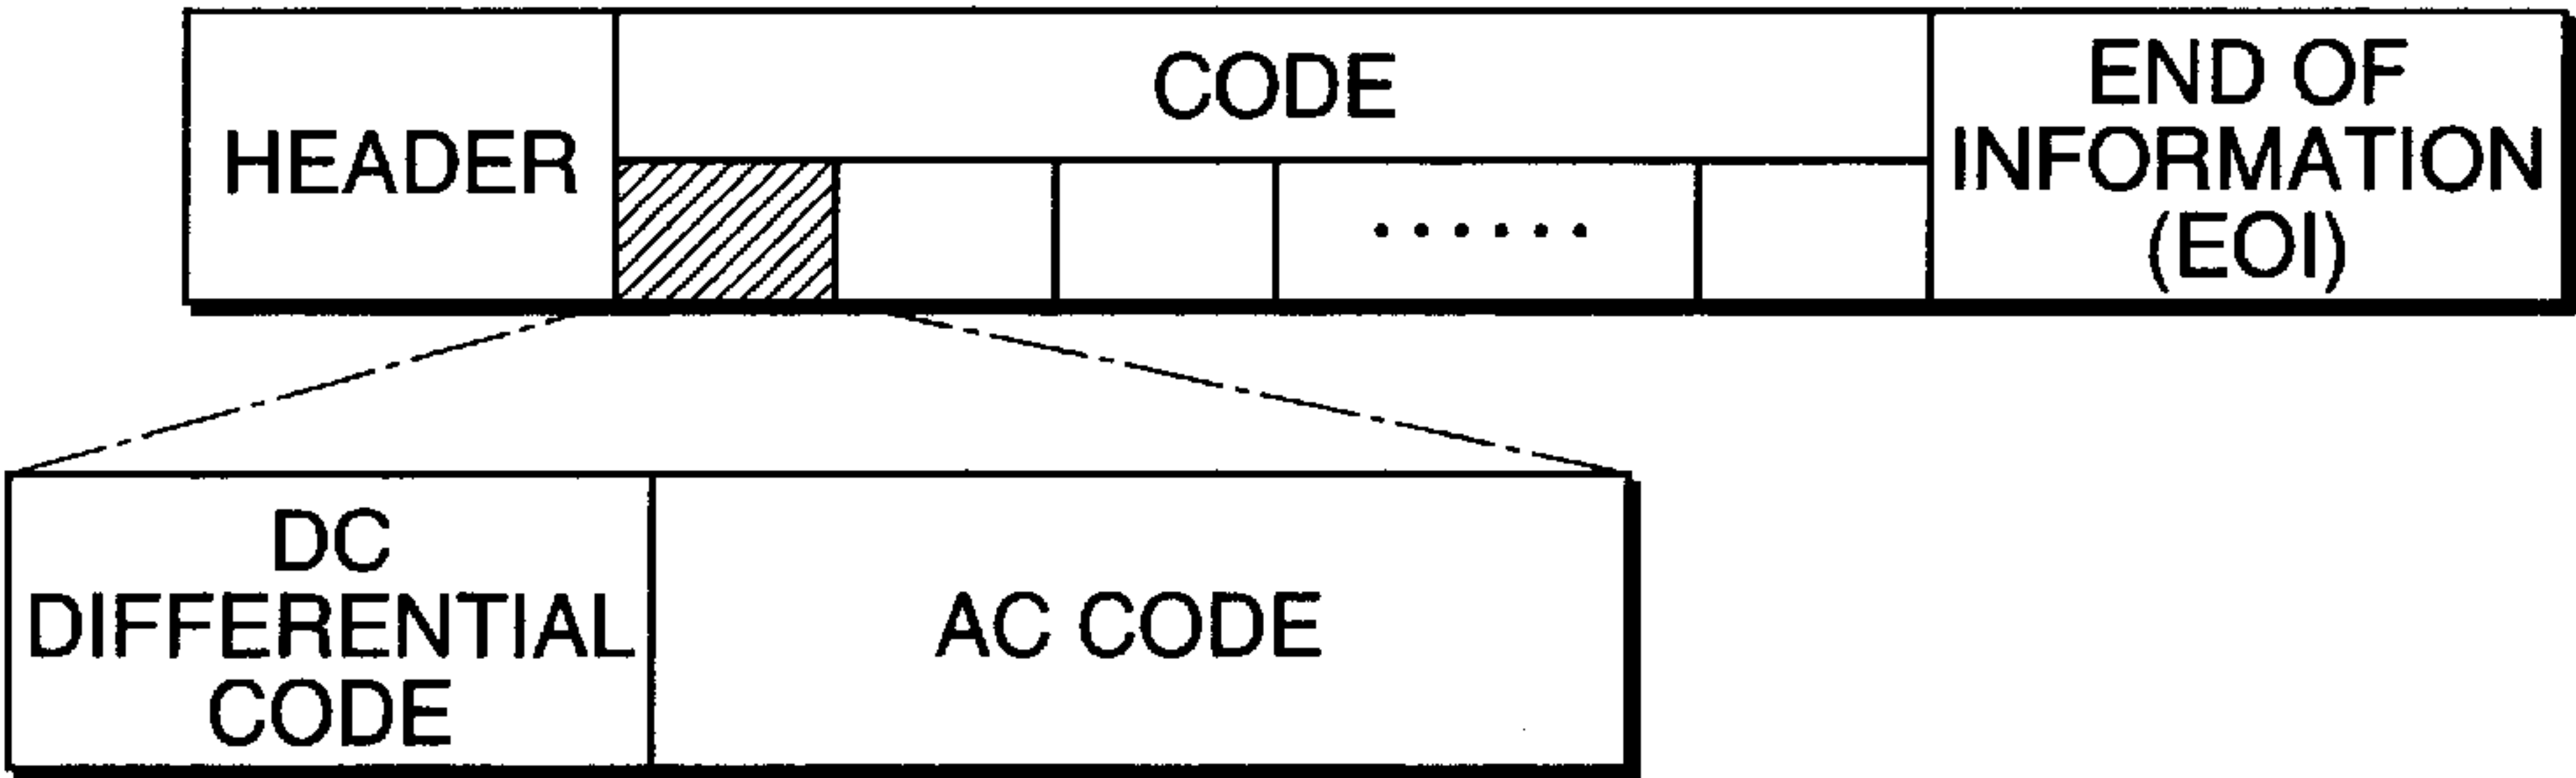 HEADER
CODE
END OF
INFORMATION
(EOI)
......
DC
DIFFERENTIAL
CODE
AC CODE